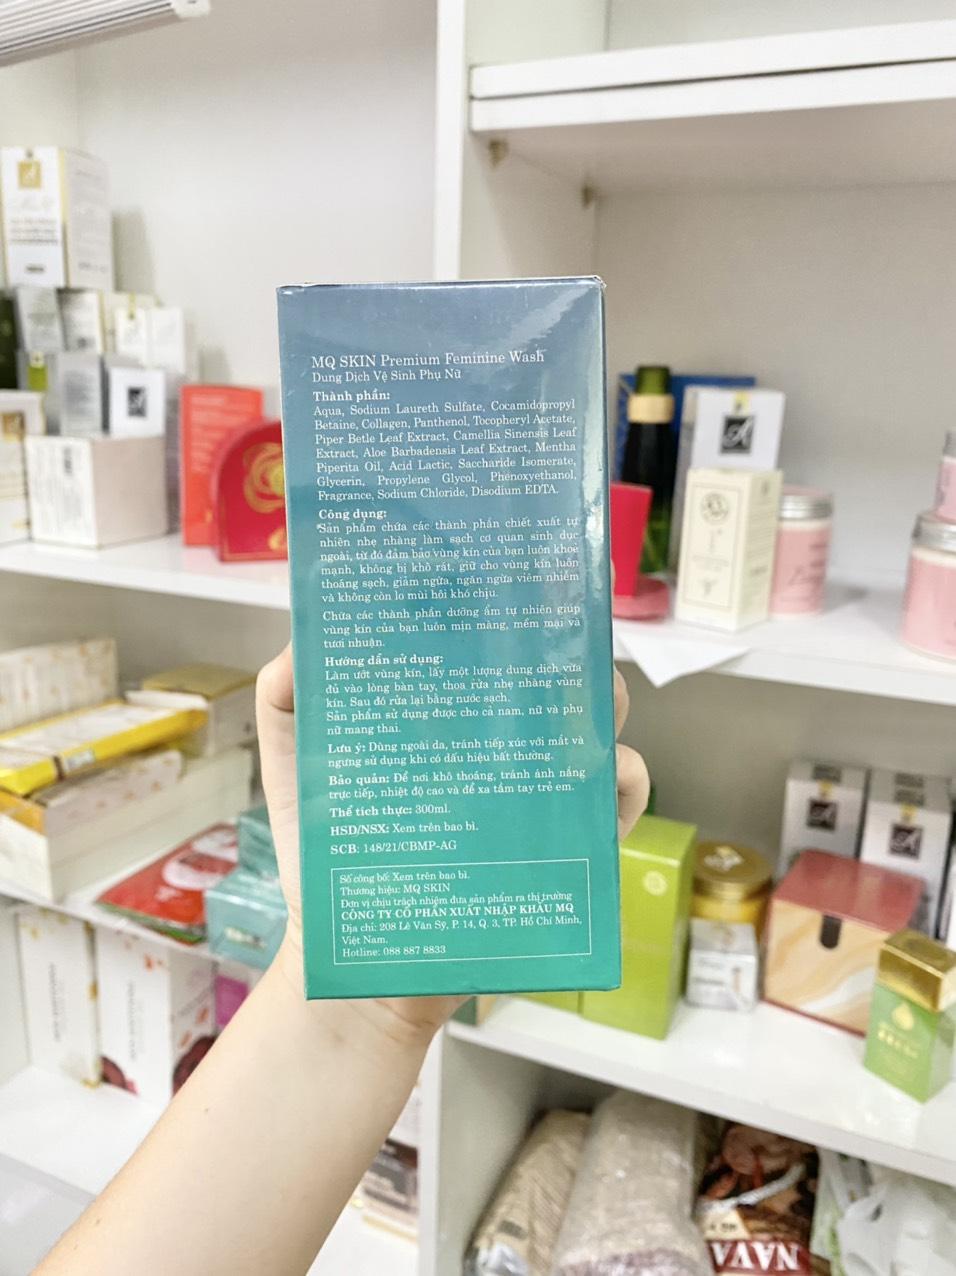 MQ SKIN Premium Feminine Wash
Dung Dịch Vệ Sinh Phụ Nữ
Thành phần:
Aqua, Sodium Laureth Sulfate, Cocamidopropyl
Betaine, Collagen, Panthenol, Tocopheryl Acetate,
Piper Betle Leaf Extract, Camellia Sinensis Leaf
Extract, Aloe Barbadensis Leaf Extract, Mentha
Piperita Oil, Acid Lactic, Saccharide Isomerate,
Glycerin, Propylene Glycol, Phenoxyethanol,
Fragrance, Sodium Chloride, Disodium EDTA.
Công dụng:
*Sản phẩm chứa các thành phần chiết xuất tự
nhiên nhẹ nhàng làm sạch cơ quan sinh dục
ngoài, từ đó đảm bảo vùng kín của bạn luôn khoẻ
mạnh, không bị khô rát, giữ cho vùng kín luôn
thoáng sạch, giảm ngứa, ngăn ngừa viêm nhiễm
và không còn lo mùi hôi khó chịu.
Chứa các thành phần dưỡng ẩm tự nhiên giúp
vùng kín của bạn luôn mịn màng, mềm mại và
tươi nhuận.
Hướng dẫn sử dụng:
Làm ướt vùng kín, lấy một lượng dung dịch vừa
đủ vào lòng bàn tay, thoa rửa nhẹ nhàng vùng
kín. Sau đó rửa lại bằng nước sạch.
Sản phẩm sử dụng được cho cả nam, nữ và phụ
nữ mang thai.
Lưu ý: Dùng ngoài da, tránh tiếp xúc với mắt và
ngưng sử dụng khi có dấu hiệu bất thường.
Bảo quản: Để nơi khô thoáng, tránh ánh nắng
trực tiếp, nhiệt độ cao và để xa tầm tay trẻ em.
Thể tích thực: 300ml.
HSD/NSX: Xem trên bao bì.
SCB: 148/21/CBMP-AG
Số công bố: Xem trên bao bì.
Thương hiệu: MQ SKIN
Đơn vị chịu trách nhiệm đưa sản phẩm ra thị trường
CÔNG TY CỔ PHẦN XUẤT NHẬP KHẨU MQ
Địa chỉ: 208 Lê Văn Sỹ, P. 14, Q. 3, TP. Hồ Chí Minh,
Việt Nam.
Hotline: 088 887 8833
NAVA